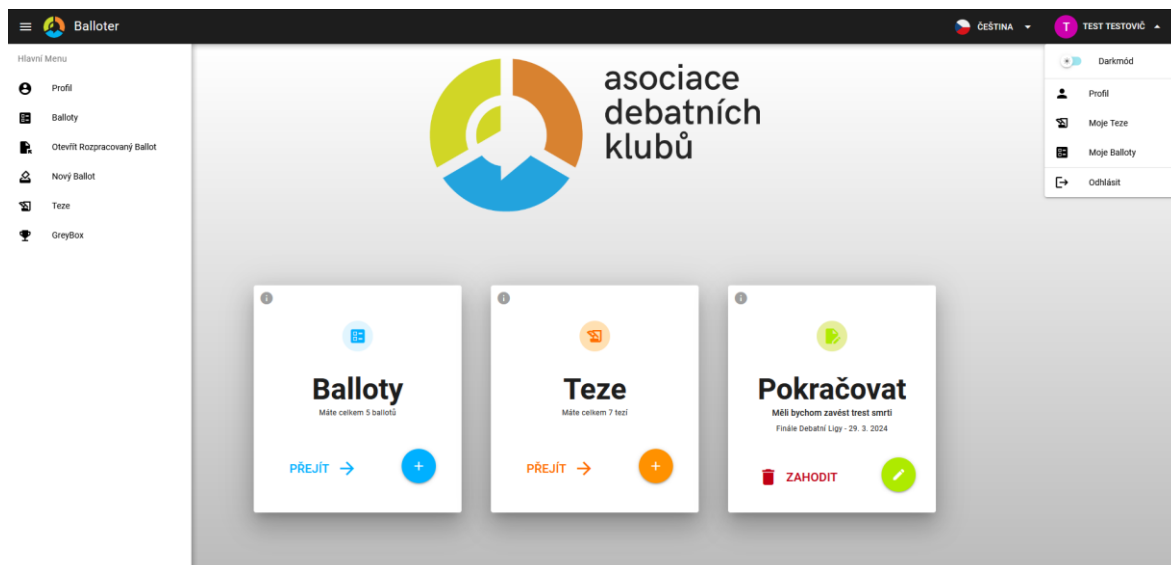 Balloter
ČEŠTINA
T
TEST TESTOVIČ
Hlavní Menu
Profil
Balloty
Otevřít Rozpracovaný Ballot
Nový Ballot
Teze
GreyBox
asociace
debatních
klubů
Darkmód
Profil
Moje Teze
Moje Balloty
Odhlásit
Balloty
Máte celkem 5 ballotů
PŘEJÍT
Teze
Máte celkem 7 tezí
PŘEJÍT
Pokračovat
Měli bychom zavést trest smrti
Finále Debatní Ligy - 29. 3. 2024
ZAHODIT